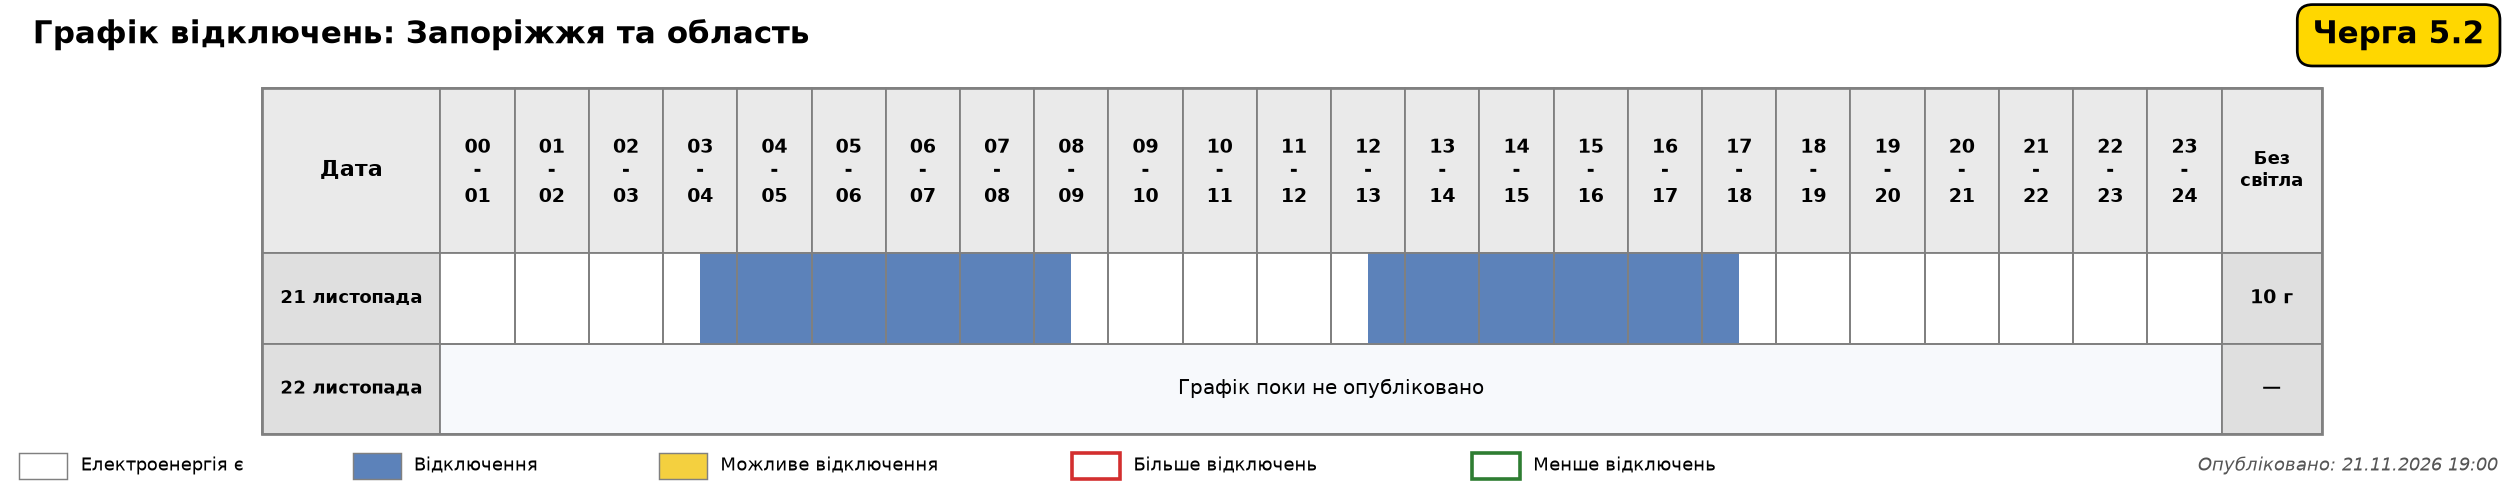 Графік відключень: Запоріжжя та область
Черга 5.2
Дата
00 - 01
01 - 02
02 - 03
03 - 04
04 - 05
05 - 06
06 - 07
07 - 08
08 - 09
09 - 10
10 - 11
11 - 12
12 - 13
13 - 14
14 - 15
15 - 16
16 - 17
17 - 18
18 - 19
19 - 20
20 - 21
21 - 22
22 - 23
23 - 24
Без
світла
21 листопада
10 г
22 листопада
Графік поки не опубліковано
—
Електроенергія є
Відключення
Можливе відключення
Більше відключень
Менше відключень
Опубліковано: 21.11.2026 19:00